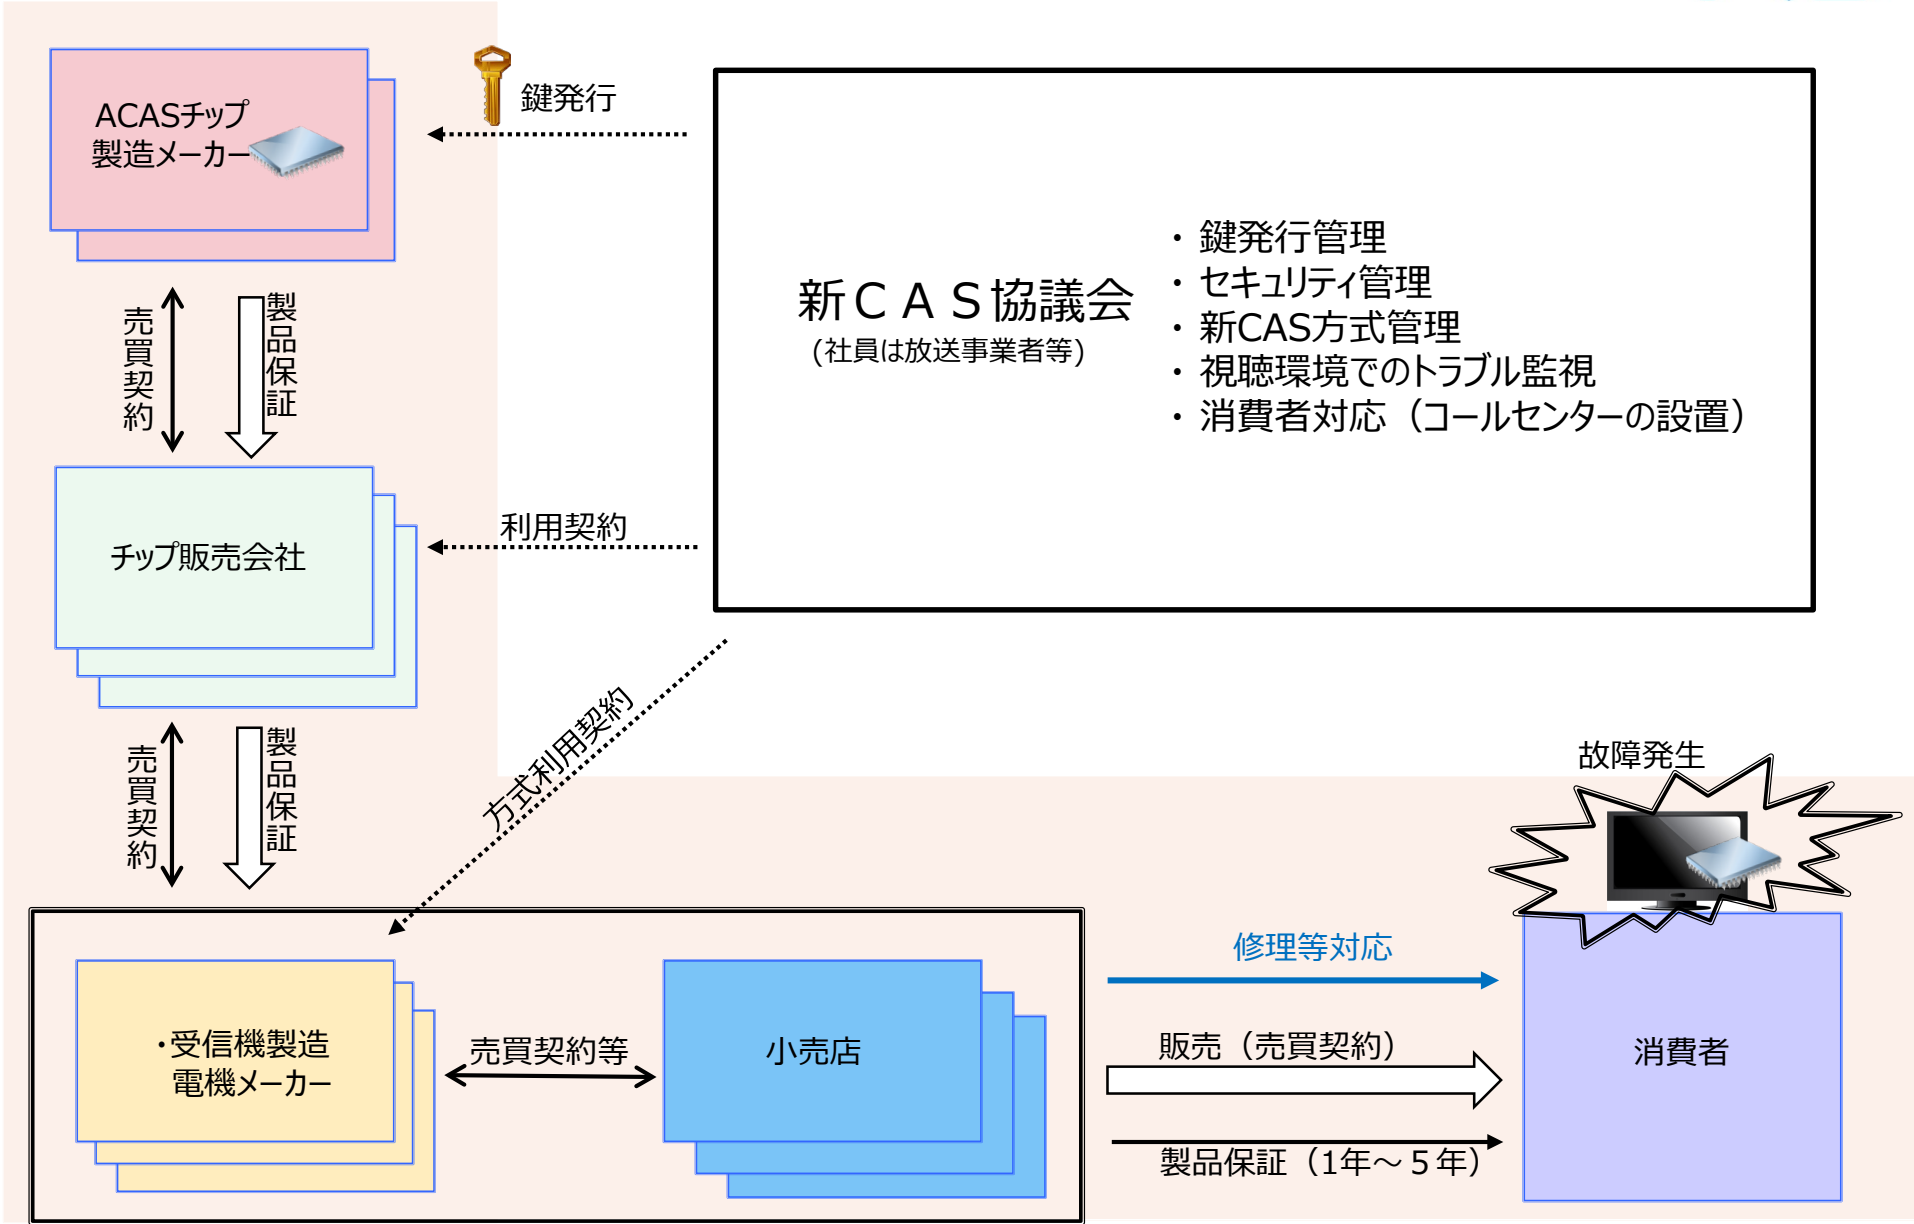 ACASチップ
製造メーカー
鍵発行
新ＣＡＳ協議会
(社員は放送事業者等)
・ 鍵発行管理
・ セキュリティ管理
・ 新CAS方式管理
・ 視聴環境でのトラブル監視
・ 消費者対応（コールセンターの設置）
売買契約
製品保証
チップ販売会社
利用契約
売買契約
製品保証
方式利用契約
故障発生
・受信機製造
電機メーカー
売買契約等
小売店
修理等対応
販売（売買契約）
製品保証（1年～５年）
消費者